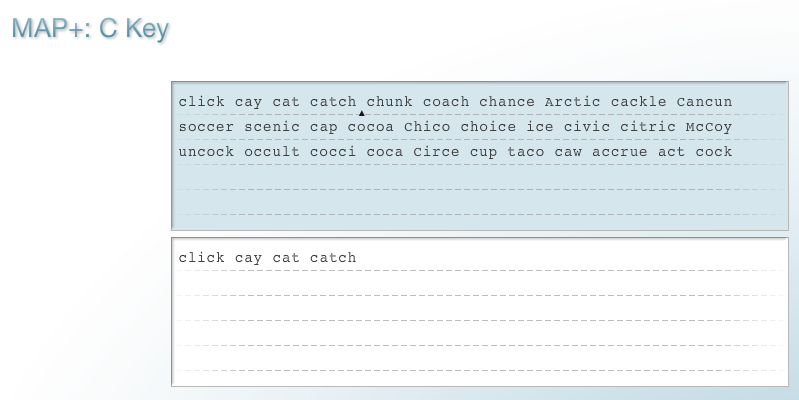 MAP+: C Key
click cay cat catch chunk coach chance Arctic cackle Cancun
soccer scenic cap cocoa Chico choice ice civic citric McCoy
uncock occult cocci coca Circe cup taco caw accrue act cock
click cay cat catch